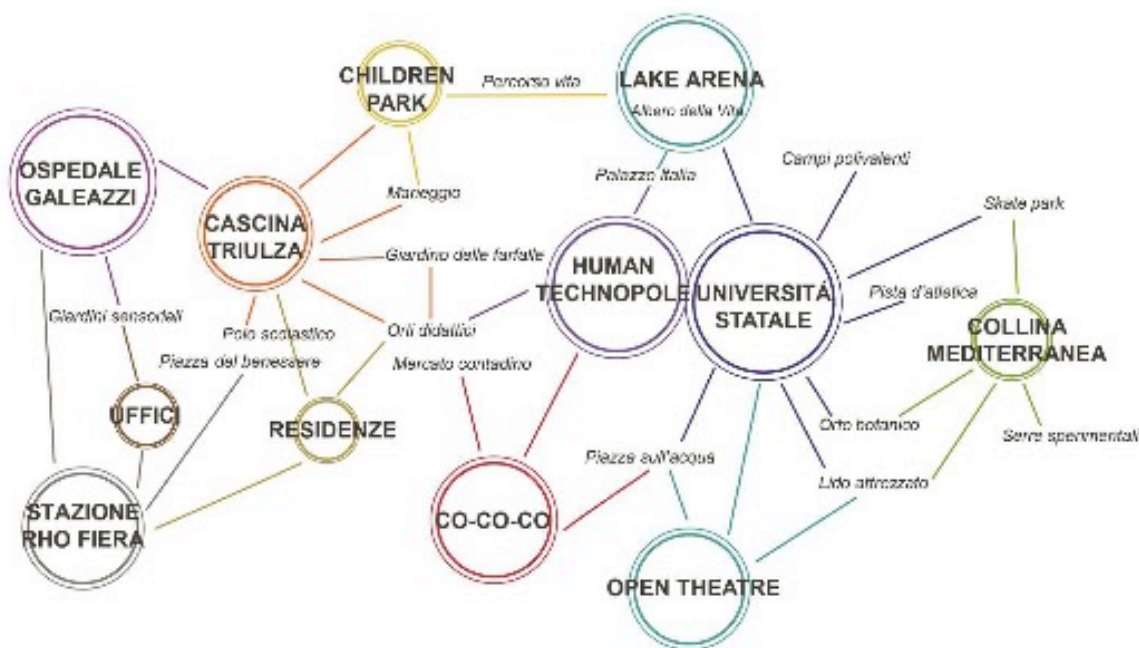 CHILDREN
PARK
Percorso vita
LAKE ARENA
Albero della Vita
OSPEDALE
GALEAZZI
Campi polivalenti
Palazzo Italia
Maneggio
CASCINA
TRIULZA
Skate park
Giardino delle farfalle
HUMAN
TECHNOPOLE
UNIVERSITÁ
STATALE
Pista d'atletica
Giardini sensoriali
Polo scolastico
Orti didattici
COLLINA
MEDITERRANEA
Piazza del benessere
Mercato contadino
UFFICI
RESIDENZE
Orto botanico
Serre sperimentali
Piazza sull'acqua
Lido attrezzato
STAZIONE
RHO FIERA
CO-CO-CO
OPEN THEATRE